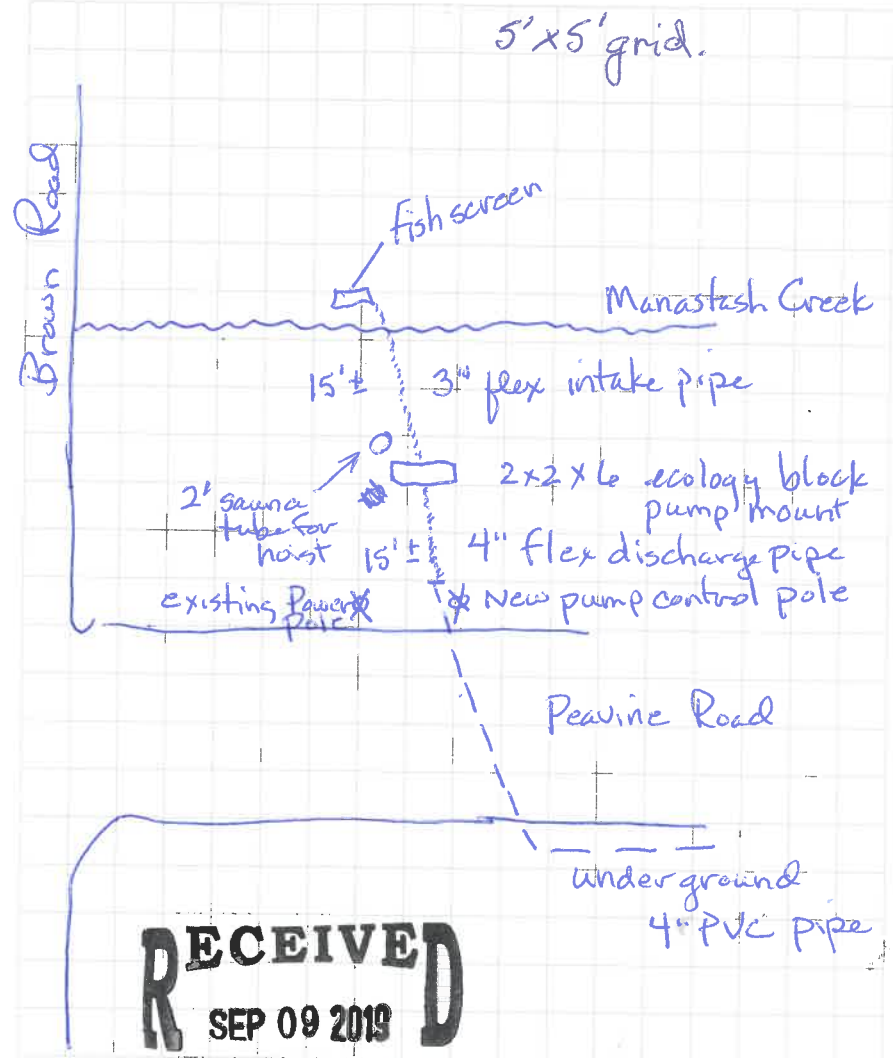 5'x5' grid.
Brown Road
fish screen
Manastash Creek
15'±
3" flex intake pipe
2' sauna
tube for
hoist
2x2x6 ecology block
pump mount
15'±
4" flex discharge pipe
existing Power
Pole
New pump control pole
Peavine Road
underground
4" PVC pipe
RECEIVED
SEP 09 2019